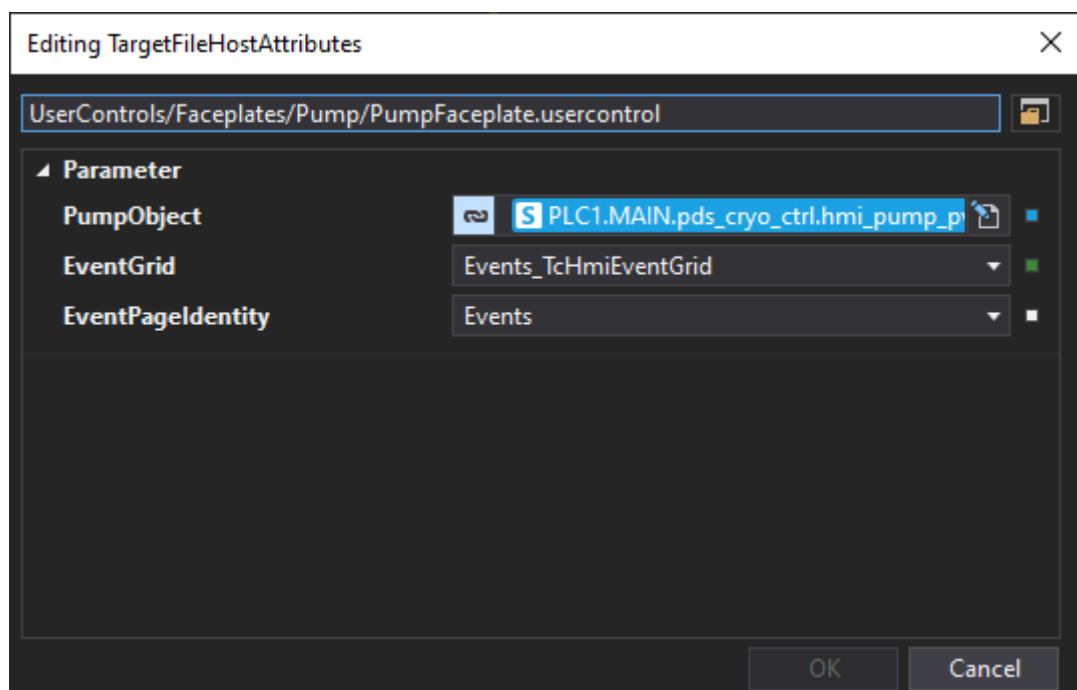 Editing TargetFileHostAttributes
UserControls/Faceplates/Pump/PumpFaceplate.usercontrol
Parameter
PumpObject S PLC1.MAIN.pds_cryo_ctrl.hmi_pump_p
EventGrid Events_TcHmiEventGrid
EventPageIdentity Events
OK Cancel